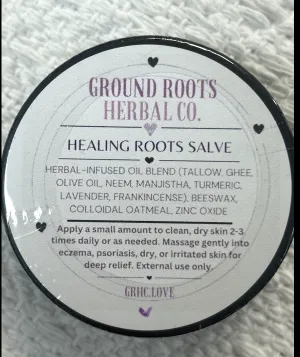 GROUND ROOTS
HERBAL CO.
HEALING ROOTS SALVE
HERBAL-INFUSED OIL BLEND (TALLOW, GHEE,
OLIVE OIL, NEEM, MANJISTHA, TURMERIC,
LAVENDER, FRANKINCENSE), BEESWAX,
COLLOIDAL OATMEAL, ZINC OXIDE
Apply a small amount to clean, dry skin 2-3
times daily or as needed. Massage gently into
eczema, psoriasis, dry, or irritated skin for
deep relief. External use only.
GRHC.LOVE